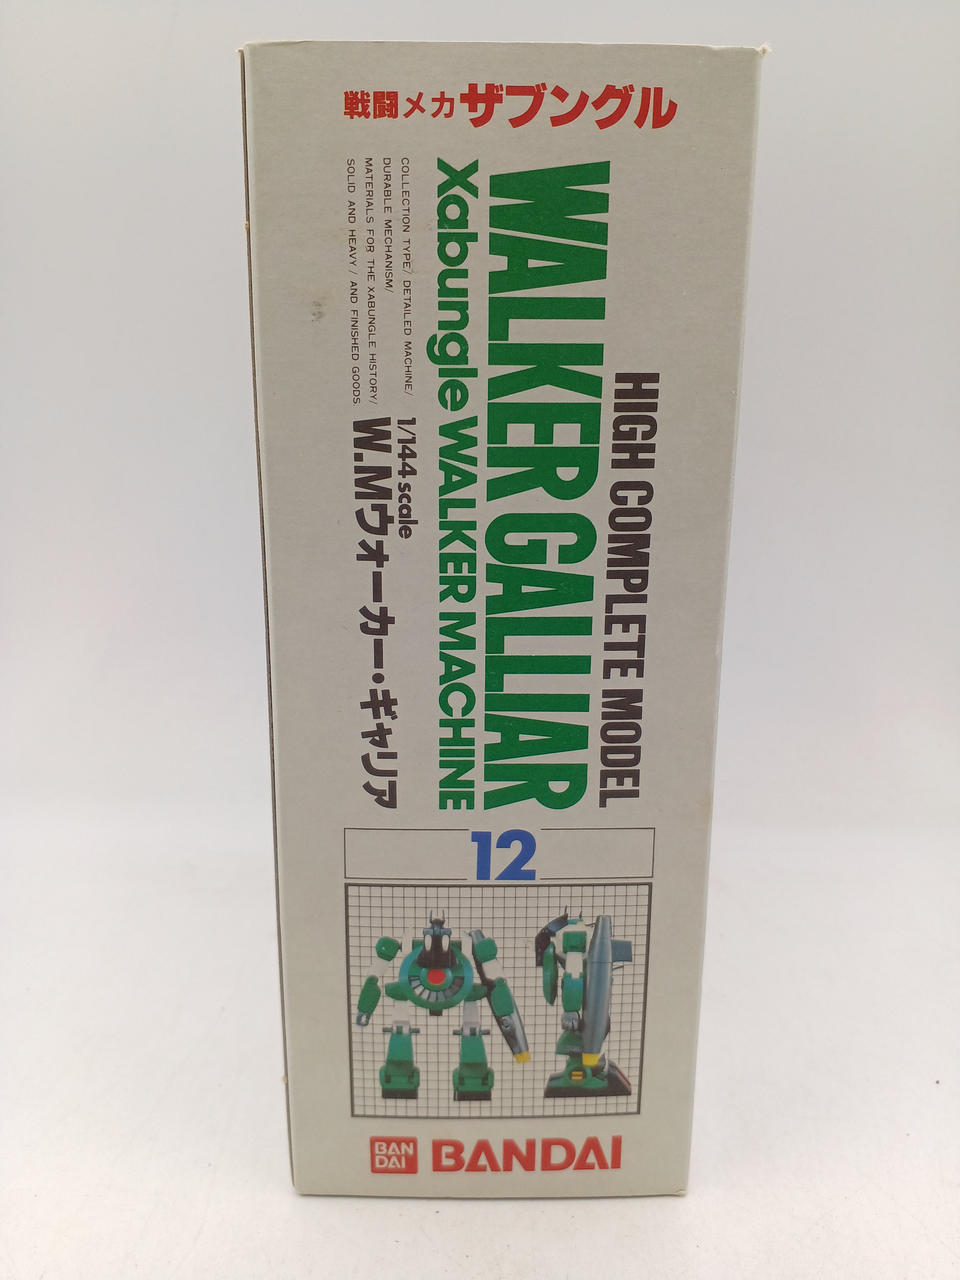 戦闘メカ ザブングル
HIGH COMPLETE MODEL
WALKER GALLIAR
Xabungle WALKER MACHINE
COLLECTION TYPE/ DETAILED MACHINE/
DURABLE MECHANISM/
MATERIALS FOR THE XABUNGLE HISTORY/
SOLID AND HEAVY / AND FINISHED GOODS.
1/144 scale
W.Mウォーカー・ギャリア
12
BAN
DAI
BANDAI